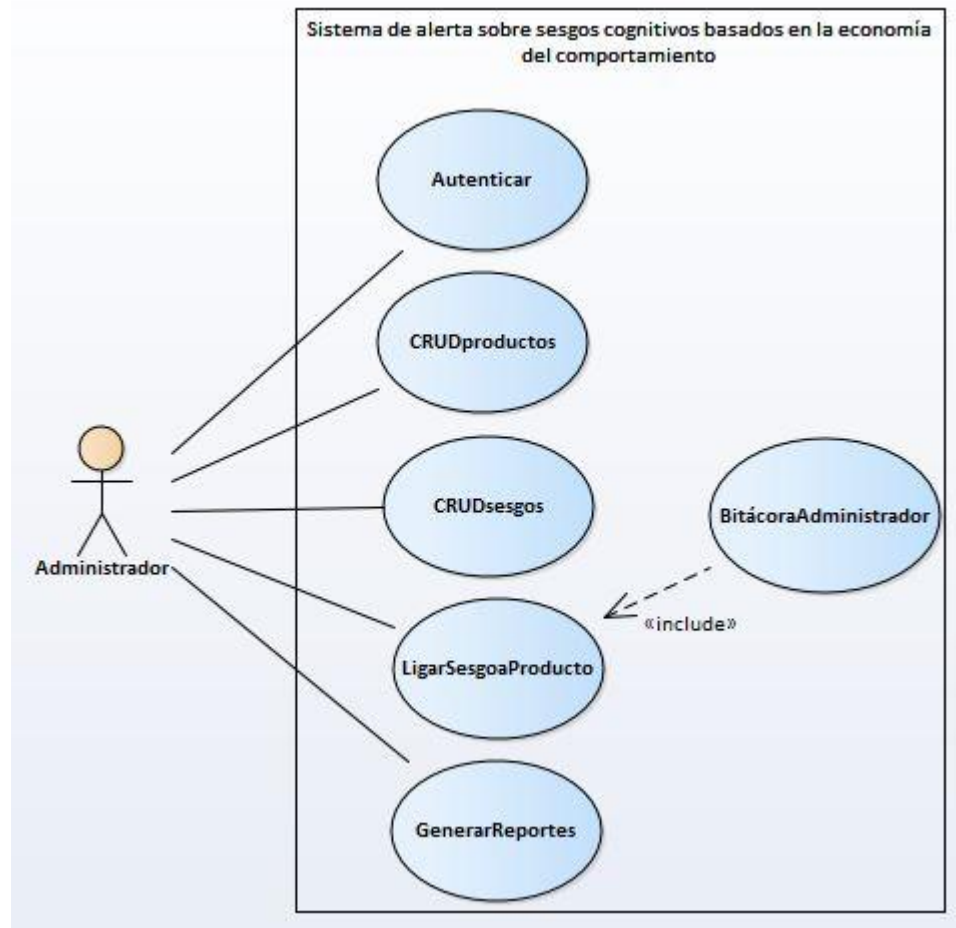 Sistema de alerta sobre sesgos cognitivos basados en la economía
del comportamiento
Autenticar
CRUDproductos
CRUDsesgos
BitácoraAdministrador
Administrador
«include»
LigarSesgoaProducto
GenerarReportes